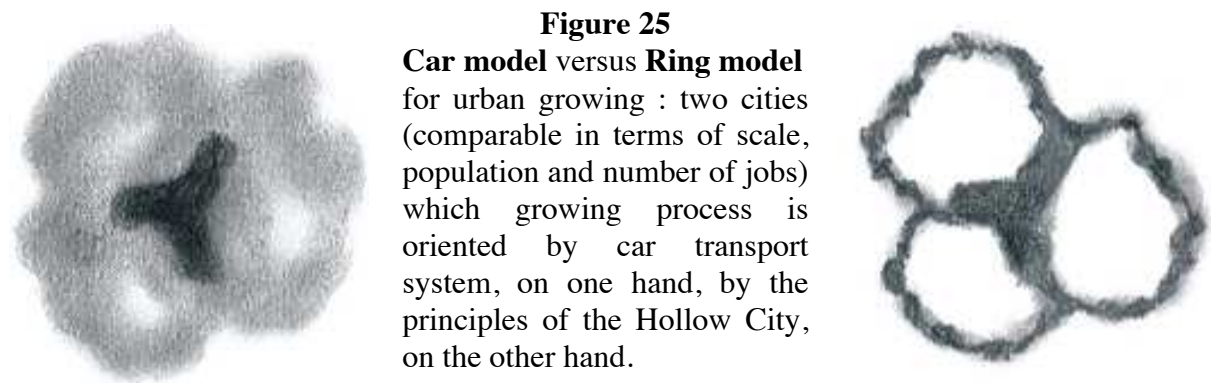 Figure 25
Car model versus Ring model
for urban growing : two cities
(comparable in terms of scale,
population and number of jobs)
which growing process is
oriented by car transport
system, on one hand, by the
principles of the Hollow City,
on the other hand.